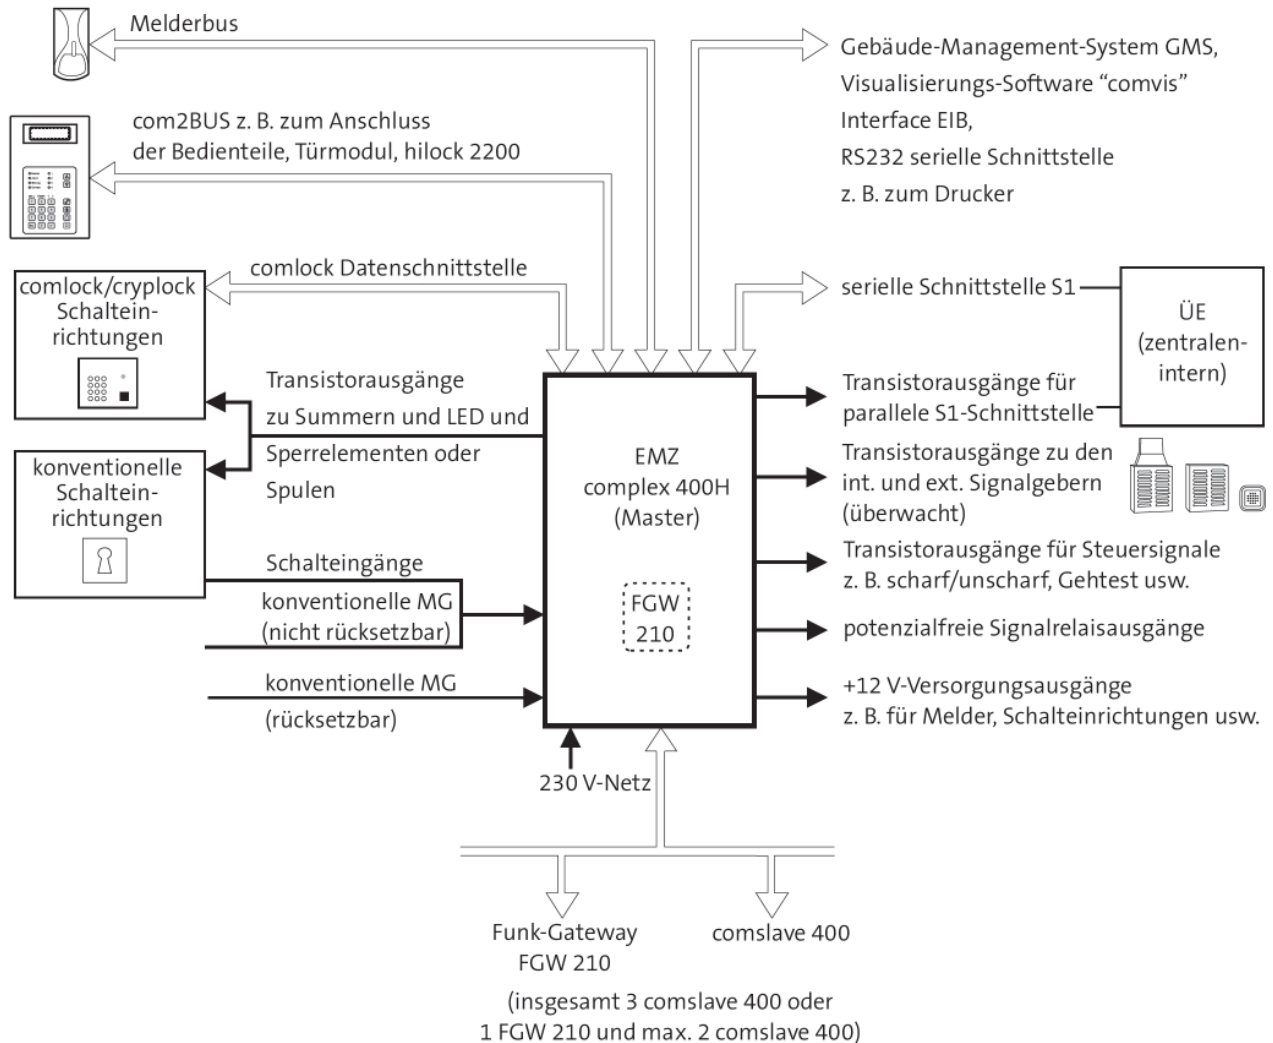 Melderbus
com2BUS z. B. zum Anschluss
der Bedienteile, Türmodul, hilock 2200
comlock Datenschnittstelle
comlock/cryplock
Schaltein-
richtungen
Transistorausgänge
zu Summern und LED und
Sperrelementen oder
Spulen
konventionelle
Schaltein-
richtungen
Schalteingänge
konventionelle MG
(nicht rücksetzbar)
konventionelle MG
(rücksetzbar)
EMZ
complex 400H
(Master)
FGW
210
230 V-Netz
Gebäude-Management-System GMS,
Visualisierungs-Software “comvis”
Interface EIB,
RS232 serielle Schnittstelle
z. B. zum Drucker
serielle Schnittstelle S1
ÜE
(zentralen-
intern)
Transistorausgänge für
parallele S1-Schnittstelle
Transistorausgänge zu den
int. und ext. Signalgebern
(überwacht)
Transistorausgänge für Steuersignale
z. B. scharf/unscharf, Gehtest usw.
potenzialfreie Signalrelaisausgänge
+12 V-Versorgungsausgänge
z. B. für Melder, Schalteinrichtungen usw.
Funk-Gateway
FGW 210
comslave 400
(insgesamt 3 comslave 400 oder
1 FGW 210 und max. 2 comslave 400)